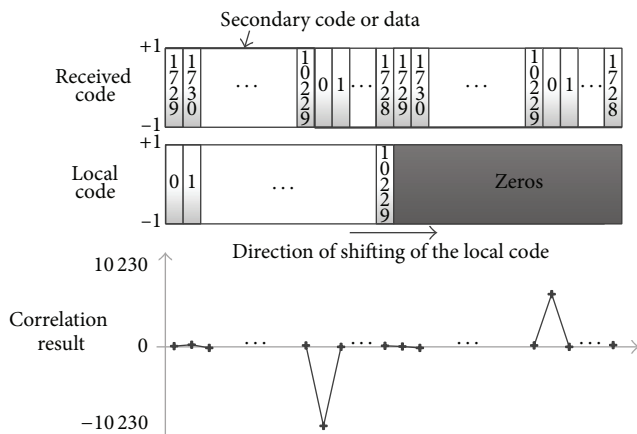 Secondary code or data
+1
Received code
−1
1729 1730 ... 10229 0 1 ... 1728 1729 1730 ... 10229 0 1 ... 1728
+1
Local code
−1
0 1 ... 10229 Zeros
Direction of shifting of the local code
10 230
Correlation result
0
... ... ... ...
−10 230